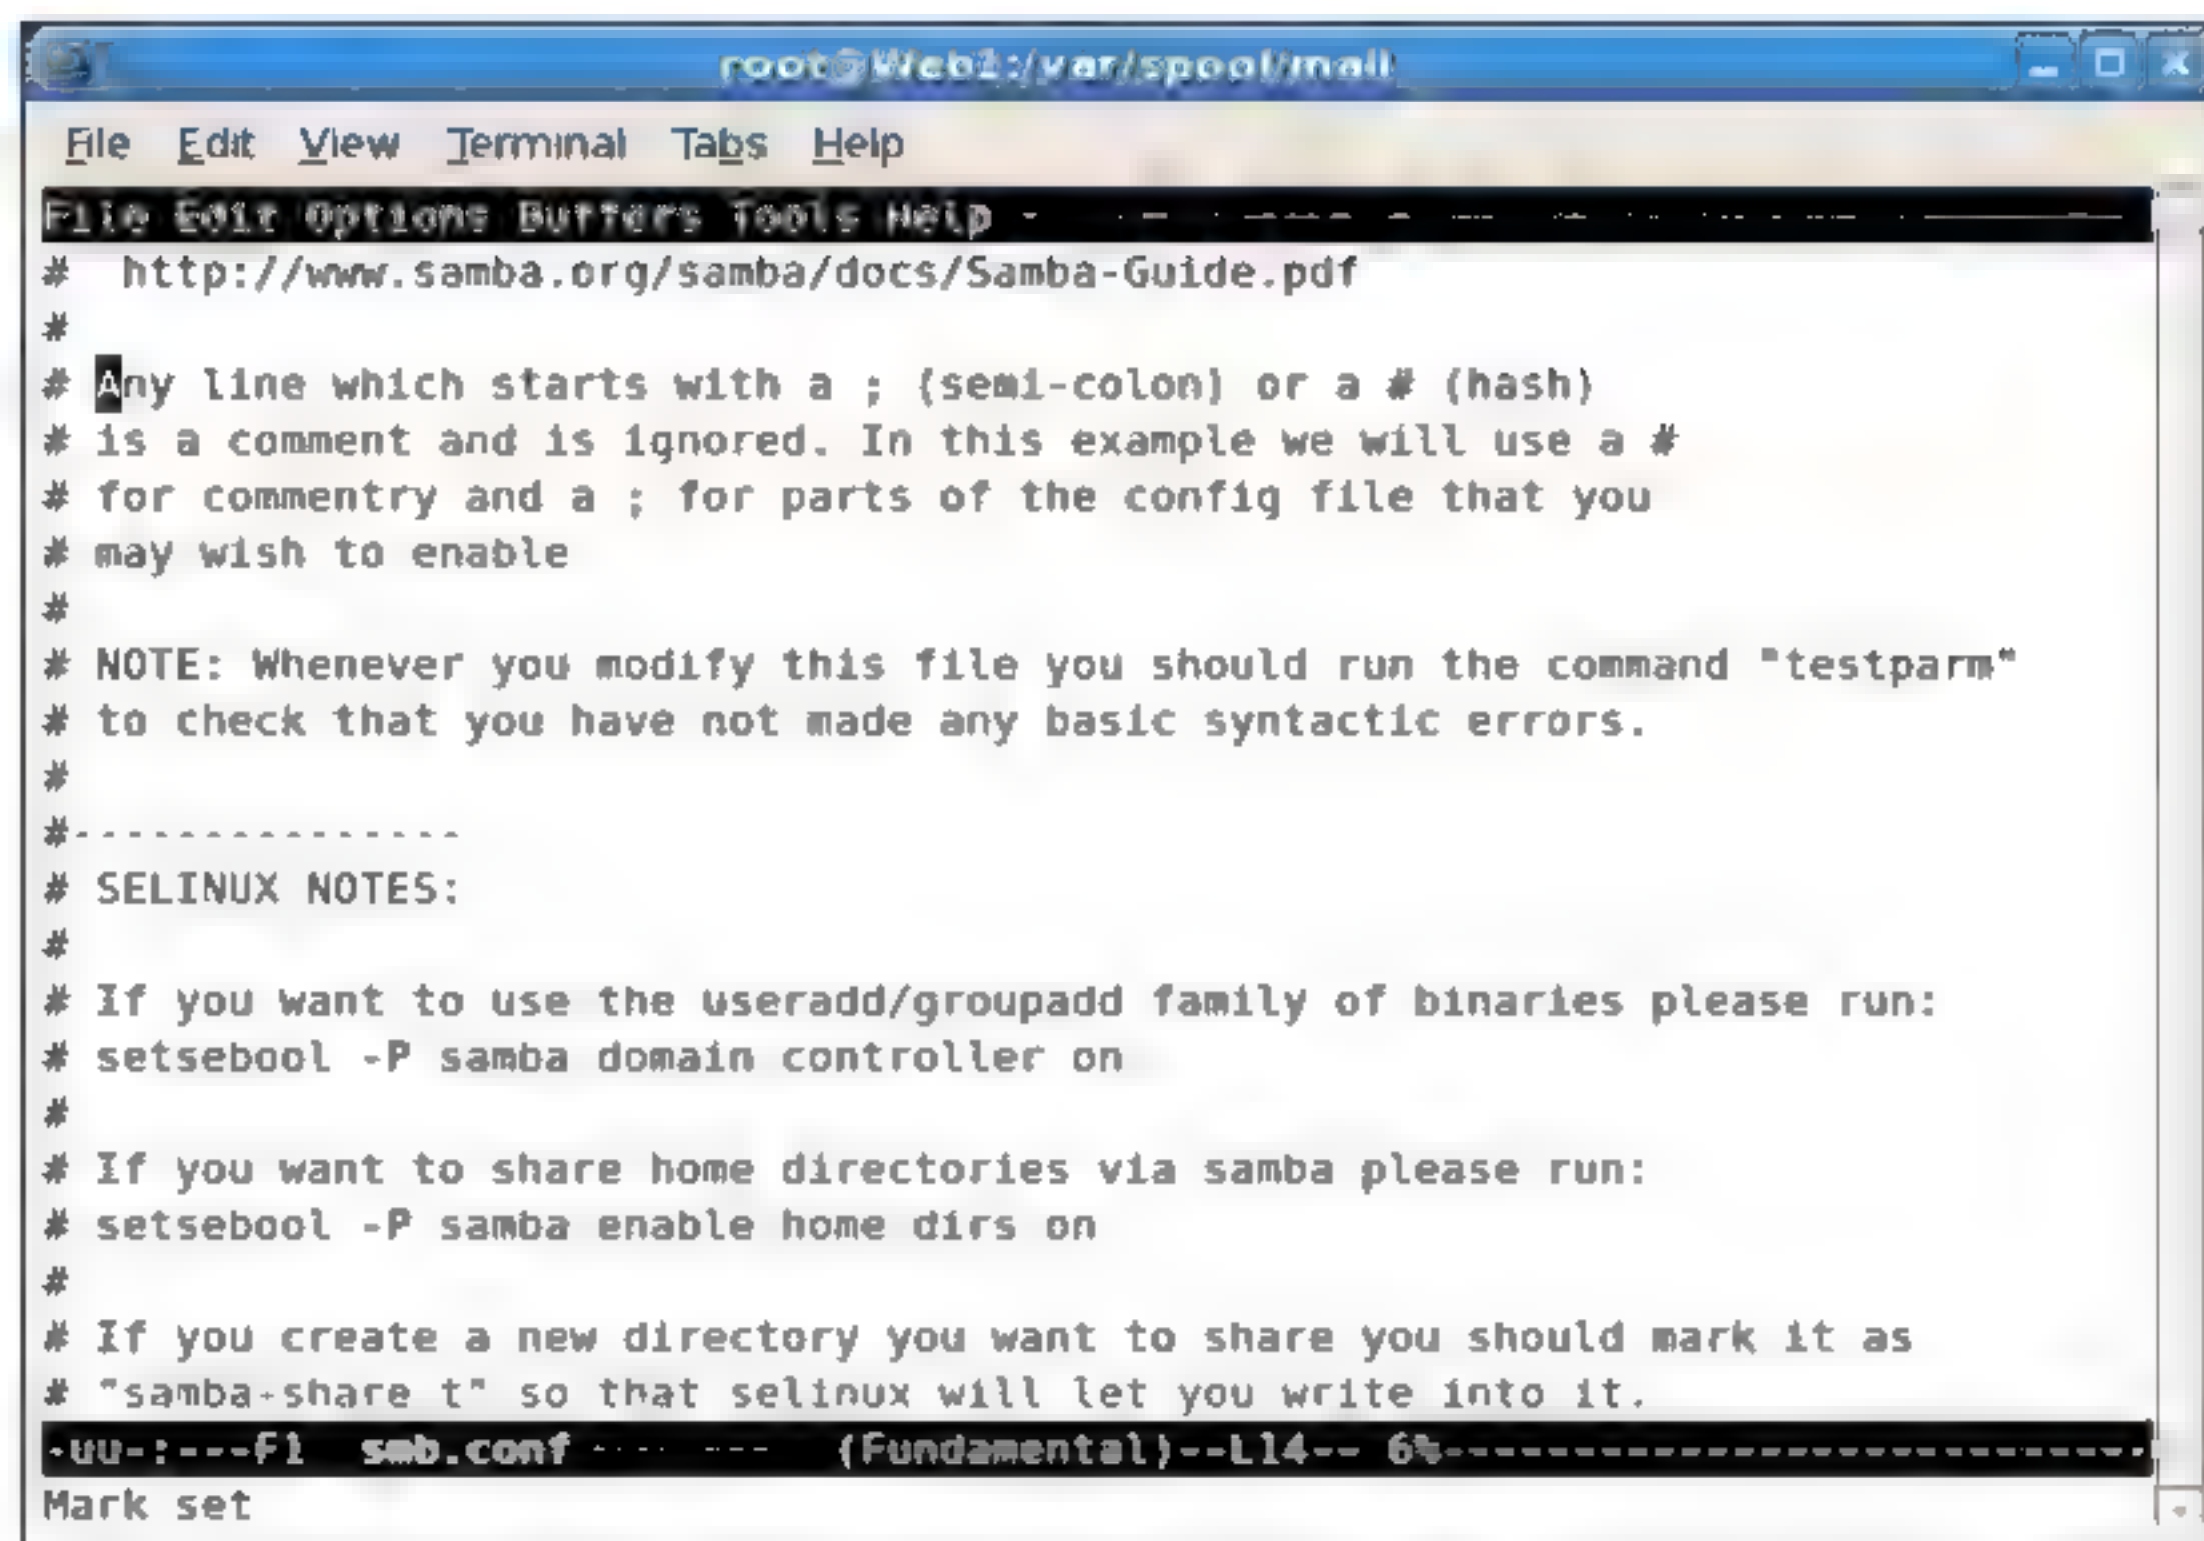 root@Web1:/var/spool/mail
File Edit View Terminal Tabs Help
File Edit Options Buffers Tools Help
#  http://www.samba.org/samba/docs/Samba-Guide.pdf
#
# Any line which starts with a ; (semi-colon) or a # (hash)
# is a comment and is ignored. In this example we will use a #
# for commentry and a ; for parts of the config file that you
# may wish to enable
#
# NOTE: Whenever you modify this file you should run the command "testparm"
# to check that you have not made any basic syntactic errors.
#
#---------------
# SELINUX NOTES:
#
# If you want to use the useradd/groupadd family of binaries please run:
# setsebool -P samba domain controller on
#
# If you want to share home directories via samba please run:
# setsebool -P samba enable home dirs on
#
# If you create a new directory you want to share you should mark it as
# "samba-share t" so that selinux will let you write into it.
-uu-:---F1  smb.conf  (Fundamental)--L14-- 6%---------------------------
Mark set